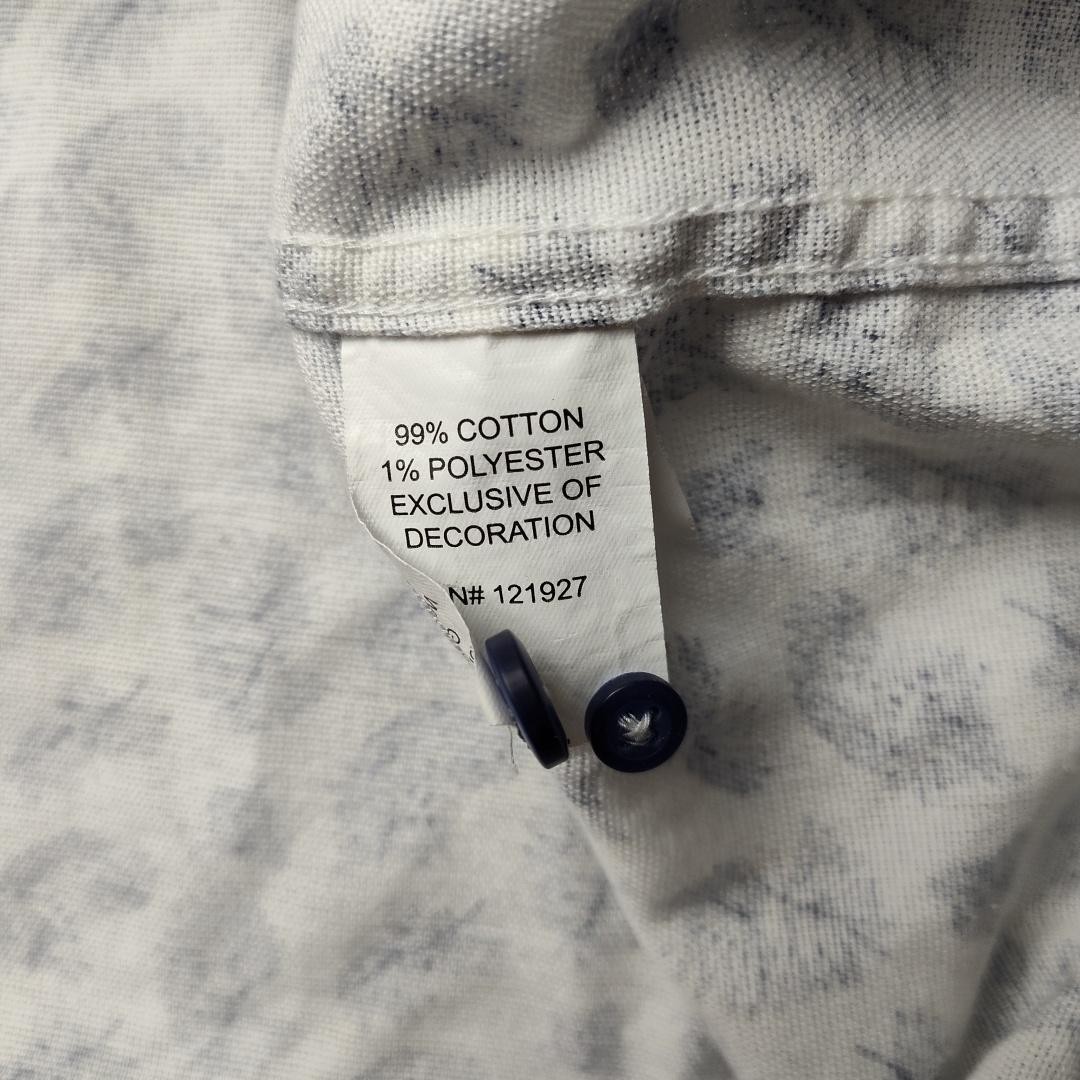 99% COTTON
1% POLYESTER
EXCLUSIVE OF
DECORATION
N# 121927